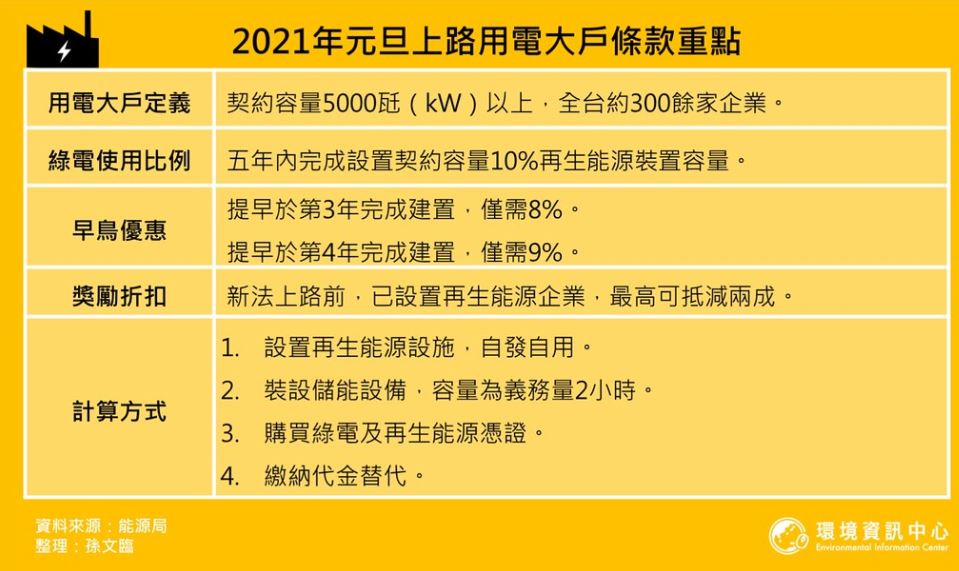 2021年元旦上路用電大戶條款重點
用電大戶定義
契約容量5000瓩（kW）以上，全台約300餘家企業。
綠電使用比例
五年內完成設置契約容量10%再生能源裝置容量。
早鳥優惠
提早於第3年完成建置，僅需8%。
提早於第4年完成建置，僅需9%。
獎勵折扣
新法上路前，已設置再生能源企業，最高可抵減兩成。
計算方式
1. 設置再生能源設施，自發自用。
2. 裝設儲能設備，容量為義務量2小時。
3. 購買綠電及再生能源憑證。
4. 繳納代金替代。
資料來源：能源局
整理：孫文臨
環境資訊中心
Environmental Information Center